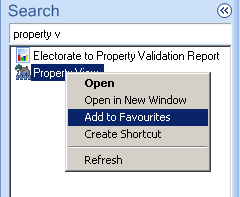 Search
property v
Electorate to Property Validation Report
Property View
Open
Open in New Window
Add to Favourites
Create Shortcut
Refresh